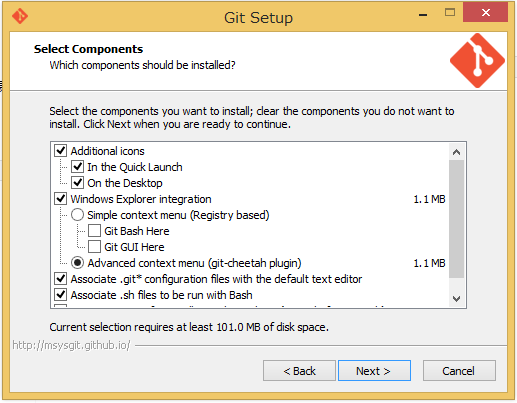 Git Setup
Select Components
Which components should be installed?
Select the components you want to install; clear the components you do not want to
install. Click Next when you are ready to continue.
Additional icons
In the Quick Launch
On the Desktop
Windows Explorer integration 1.1 MB
Simple context menu (Registry based)
Git Bash Here
Git GUI Here
Advanced context menu (git-cheetah plugin) 1.1 MB
Associate .git* configuration files with the default text editor
Associate .sh files to be run with Bash
Current selection requires at least 101.0 MB of disk space.
http://msysgit.github.io/
< Back
Next >
Cancel